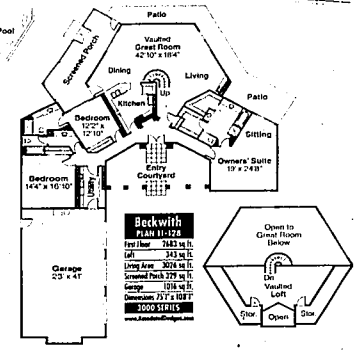 Pool
Patio
Screened Porch
Vaulted
Great Room
42'10" x 18'4"
Dining
Living
Up
Kitchen
Patio
Bedroom
12'2" x
12'10"
Sitting
Owners' Suite
19' x 24'8"
Bedroom
14'4" x 16'10"
Utility
Entry
Courtyard
Garage
23' x 41'
Beckwith
PLAN 11-128
First Floor 2683 sq ft.
Loft 343 sq ft.
Living Area 3026 sq ft.
Screened Porch 229 sq ft.
Garage 1016 sq ft.
Dimensions 75'1" x 108'1"
3000 SERIES
www.AssociatedDesigns.com
Open to
Great Room
Below
Dn
Vaulted
Loft
Stor.
Open
Stor.